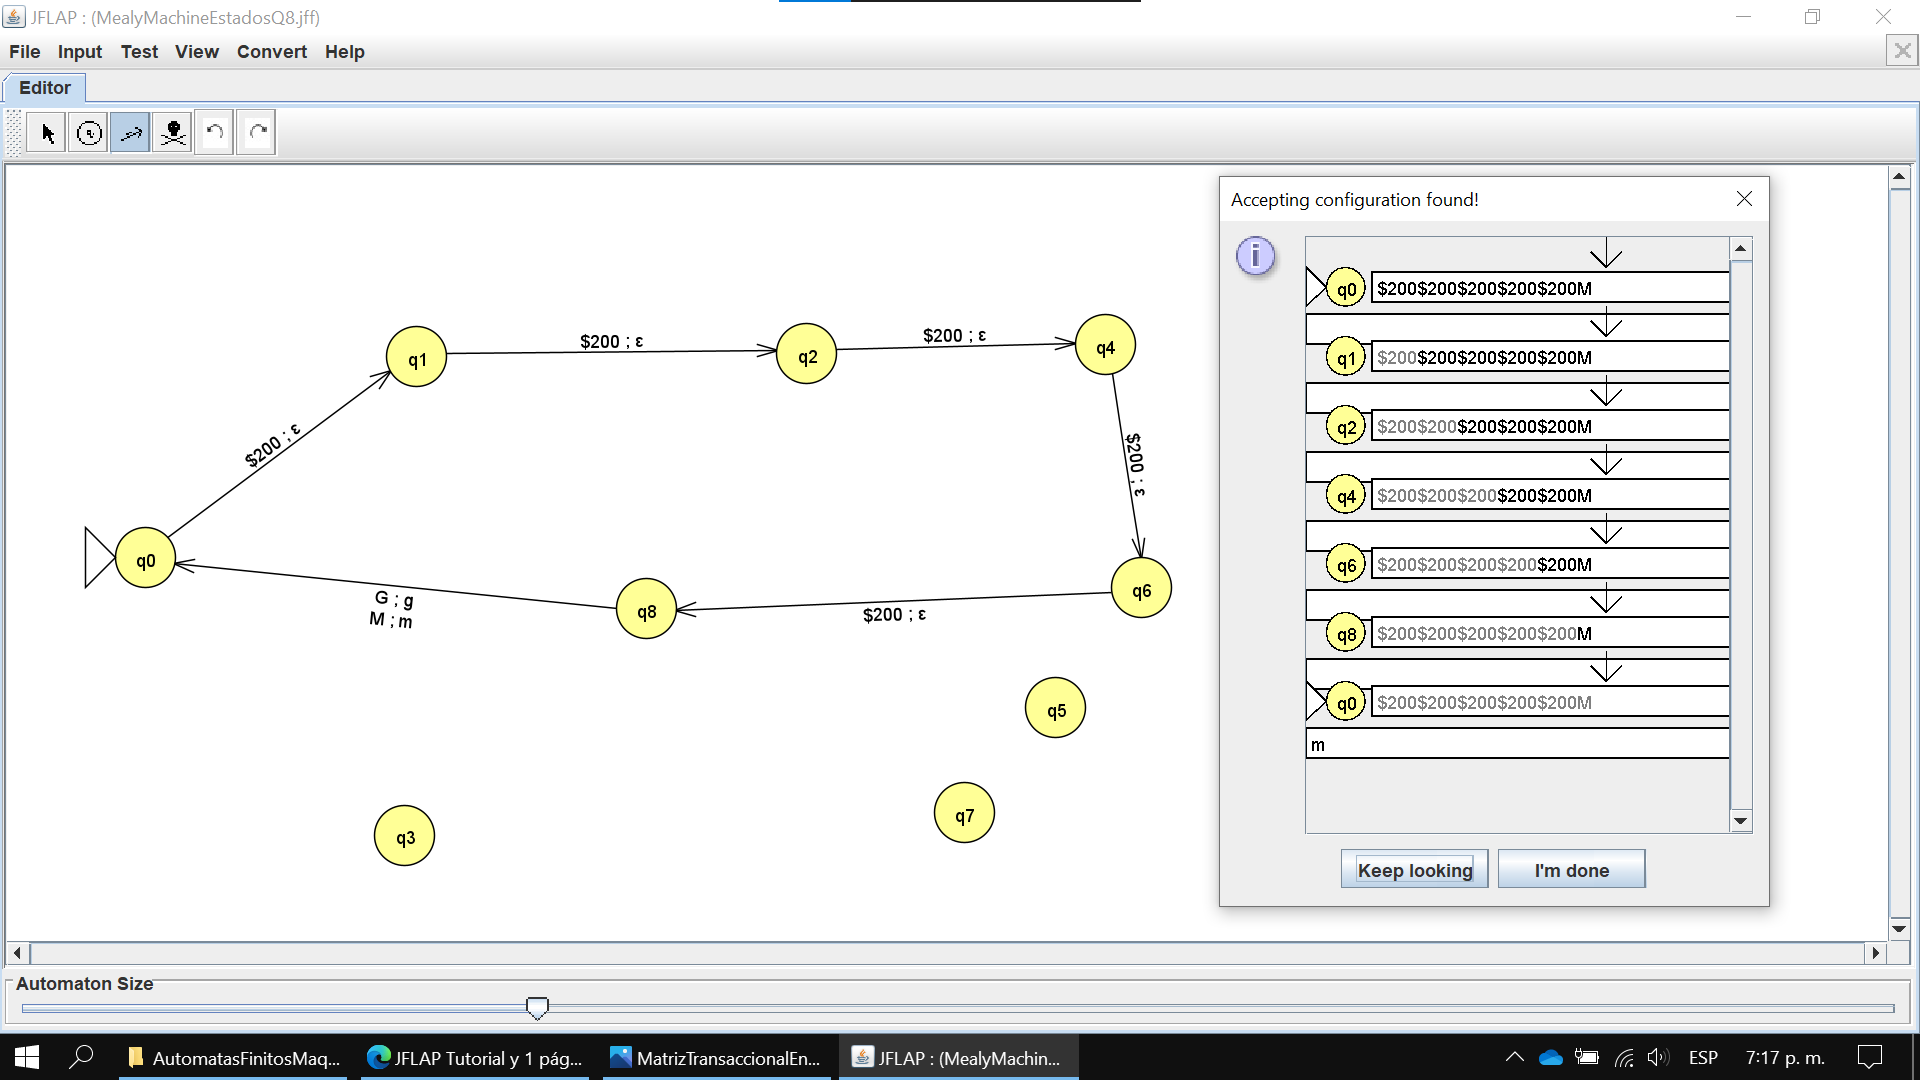 JFLAP : (MealyMachineEstadosQ8.jff)
File Input Test View Convert Help
Editor
q1
$200 ; ε
q2
$200 ; ε
q4
$200 ; ε
$200 ; ε
q0
G ; g
M ; m
q8
$200 ; ε
q6
q5
q7
q3
Accepting configuration found!
i
q0 $200$200$200$200$200M
q1 $200$200$200$200$200M
q2 $200$200$200$200$200M
q4 $200$200$200$200$200M
q6 $200$200$200$200$200M
q8 $200$200$200$200$200M
q0 $200$200$200$200$200M
m
Keep looking I'm done
Automaton Size
AutomatasFinitosMaq... JFLAP Tutorial y 1 pág... MatrizTransaccionalEn... JFLAP : (MealyMachin... ESP 7:17 p. m.